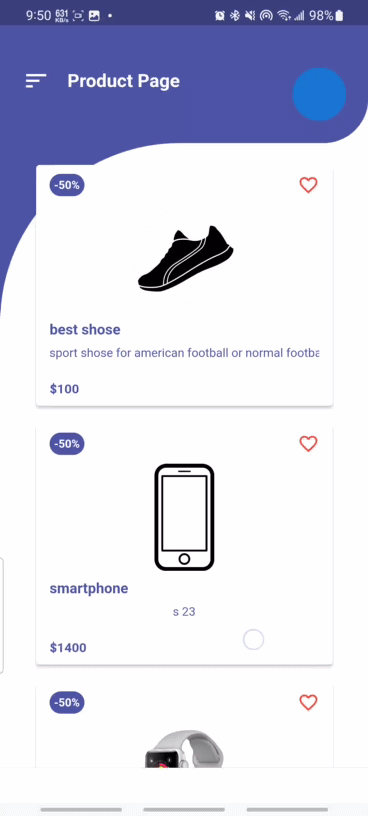 9:50 631 KB/s 98%
Product Page
-50%
best shose
sport shose for american football or normal footba
$100
-50%
smartphone
s 23
$1400
-50%